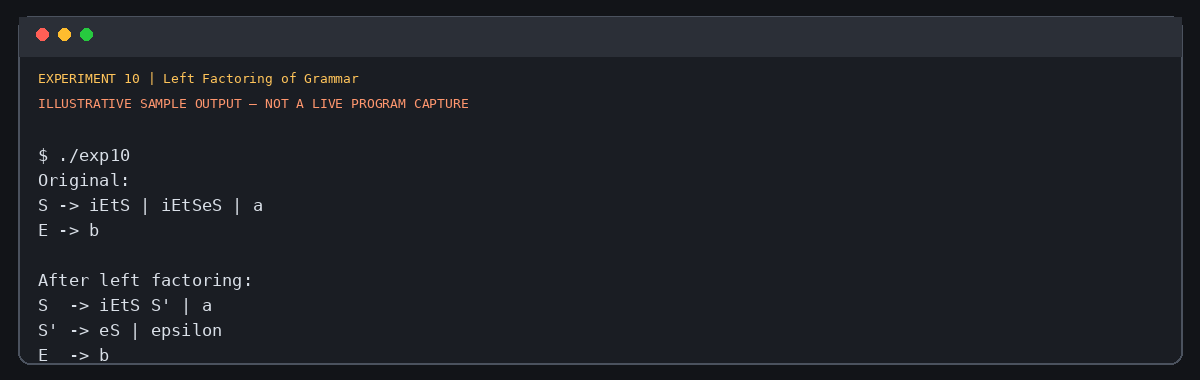 EXPERIMENT 10 | Left Factoring of Grammar
ILLUSTRATIVE SAMPLE OUTPUT — NOT A LIVE PROGRAM CAPTURE
$ ./exp10
Original:
S -> iEtS | iEtSeS | a
E -> b
After left factoring:
S  -> iEtS S' | a
S' -> eS | epsilon
E  -> b